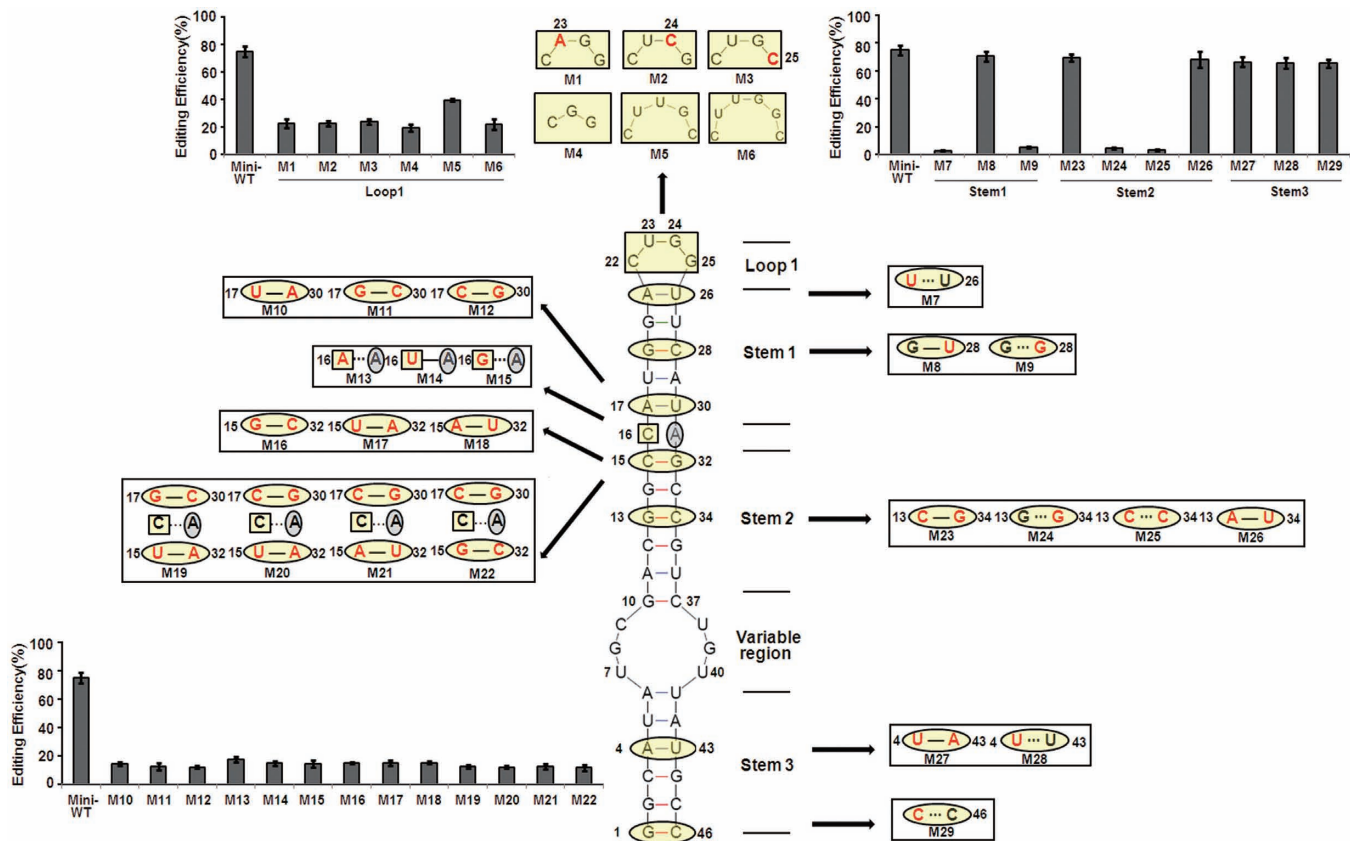 Editing Efficiency(%)
100
80
60
40
20
0
Mini-WT M1 M2 M3 M4 M5 M6
Loop1
23
C A G G
M1
24
C U C G
M2
C U G C 25
M3
C G G
M4
C U U G C
M5
C U U G G C
M6
Editing Efficiency(%)
100
80
60
40
20
0
Mini-WT M7 M8 M9 M23 M24 M25 M26 M27 M28 M29
Stem1 Stem2 Stem3
23 24
U G
22 C G 25
A U 26
G U
G C 28
U A
17 A U 30
16 C A
15 C G 32
G C
13 G C 34
C G
A U
10 G C 37
C U
G G
7 U U 40
A U
U A
4 A U 43
C G
G C
1 G C 46
Loop 1
Stem 1
Stem 2
Variable region
Stem 3
17 U — A 30 17 G — C 30 17 C — G 30
M10 M11 M12
16 A ··· A 16 U — A 16 G ··· A
M13 M14 M15
15 G — C 32 15 U — A 32 15 A — U 32
M16 M17 M18
17 G — C 30 17 C — G 30 17 C — G 30 17 C — G 30
C ··· A C ··· A C ··· A C ··· A
15 U — A 32 15 U — A 32 15 A — U 32 15 G — C 32
M19 M20 M21 M22
U ··· U 26
M7
G — U 28 G ··· G 28
M8 M9
13 C — G 34 13 G ··· G 34 13 C ··· C 34 13 A — U 34
M23 M24 M25 M26
4 U — A 43 4 U ··· U 43
M27 M28
C ··· C 46
M29
Editing Efficiency(%)
100
80
60
40
20
0
Mini-WT M10 M11 M12 M13 M14 M15 M16 M17 M18 M19 M20 M21 M22